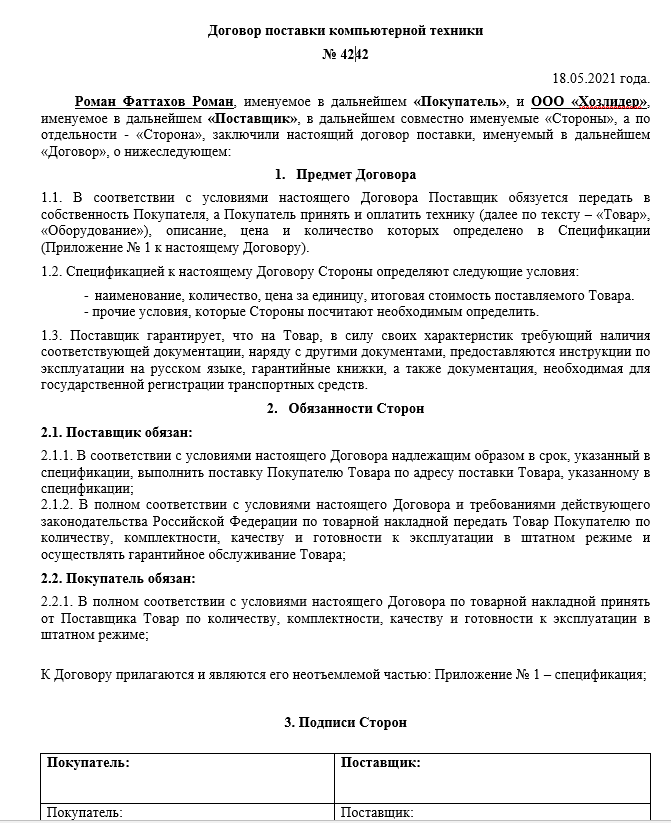 Договор поставки компьютерной техники
№ 4242
18.05.2021 года.
Роман Фаттахов Роман, именуемое в дальнейшем «Покупатель», и ООО «Хозлидер»,
именуемое в дальнейшем «Поставщик», в дальнейшем совместно именуемые «Стороны», а по
отдельности - «Сторона», заключили настоящий договор поставки, именуемый в дальнейшем
«Договор», о нижеследующем:
1. Предмет Договора
1.1. В соответствии с условиями настоящего Договора Поставщик обязуется передать в
собственность Покупателя, а Покупатель принять и оплатить технику (далее по тексту – «Товар»,
«Оборудование»), описание, цена и количество которых определено в Спецификации
(Приложение № 1 к настоящему Договору).
1.2. Спецификацией к настоящему Договору Стороны определяют следующие условия:
- наименование, количество, цена за единицу, итоговая стоимость поставляемого Товара.
- прочие условия, которые Стороны посчитают необходимым определить.
1.3. Поставщик гарантирует, что на Товар, в силу своих характеристик требующий наличия
соответствующей документации, наряду с другими документами, предоставляются инструкции по
эксплуатации на русском языке, гарантийные книжки, а также документация, необходимая для
государственной регистрации транспортных средств.
2. Обязанности Сторон
2.1. Поставщик обязан:
2.1.1. В соответствии с условиями настоящего Договора надлежащим образом в срок, указанный в
спецификации, выполнить поставку Покупателю Товара по адресу поставки Товара, указанному в
спецификации;
2.1.2. В полном соответствии с условиями настоящего Договора и требованиями действующего
законодательства Российской Федерации по товарной накладной передать Товар Покупателю по
количеству, комплектности, качеству и готовности к эксплуатации в штатном режиме и
осуществлять гарантийное обслуживание Товара;
2.2. Покупатель обязан:
2.2.1. В полном соответствии с условиями настоящего Договора по товарной накладной принять
от Поставщика Товар по количеству, комплектности, качеству и готовности к эксплуатации в
штатном режиме;
К Договору прилагаются и являются его неотъемлемой частью: Приложение № 1 – спецификация;
3. Подписи Сторон
Покупатель: Поставщик:
Покупатель: Поставщик: